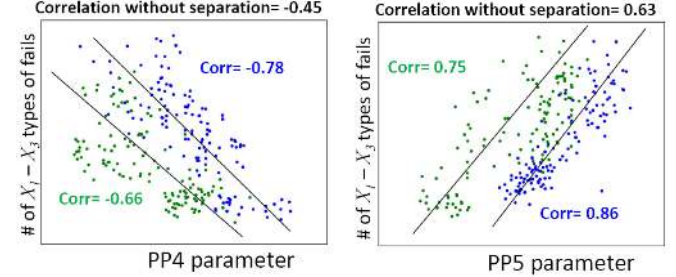 Correlation without separation= -0.45
Corr= -0.78
Corr= -0.66
# of X₁ – X₃ types of fails
PP4 parameter
Correlation without separation= 0.63
Corr= 0.75
Corr= 0.86
# of X₁ – X₃ types of fails
PP5 parameter